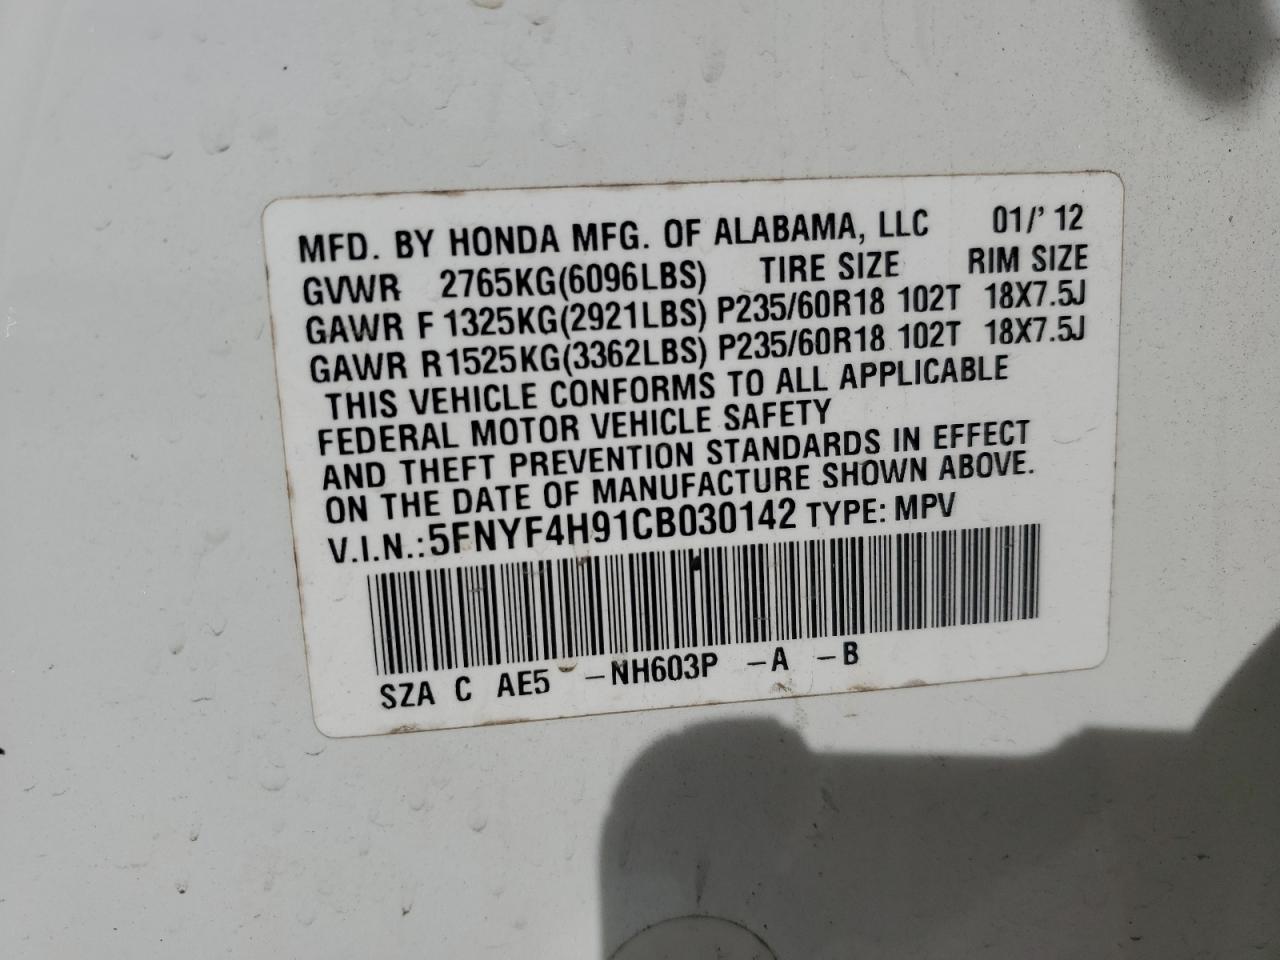 MFD. BY HONDA MFG. OF ALABAMA, LLC 01/' 12
GVWR 2765KG(6096LBS) TIRE SIZE RIM SIZE
GAWR F 1325KG(2921LBS) P235/60R18 102T 18X7.5J
GAWR R1525KG(3362LBS) P235/60R18 102T 18X7.5J
THIS VEHICLE CONFORMS TO ALL APPLICABLE
FEDERAL MOTOR VEHICLE SAFETY
AND THEFT PREVENTION STANDARDS IN EFFECT
ON THE DATE OF MANUFACTURE SHOWN ABOVE.
V.I.N.:5FNYF4H91CB030142 TYPE: MPV
SZA C AE5 -NH603P -A -B